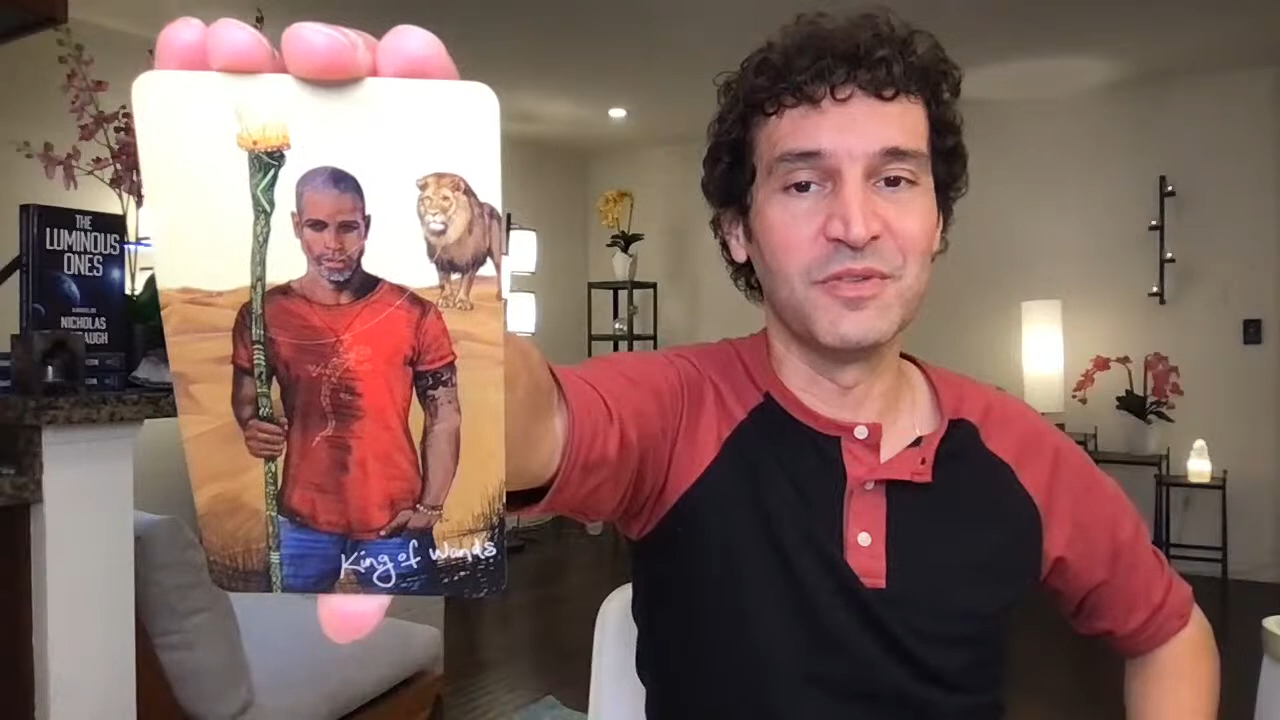 THE
LUMINOUS
ONES
NICHOLAS
King of Wands